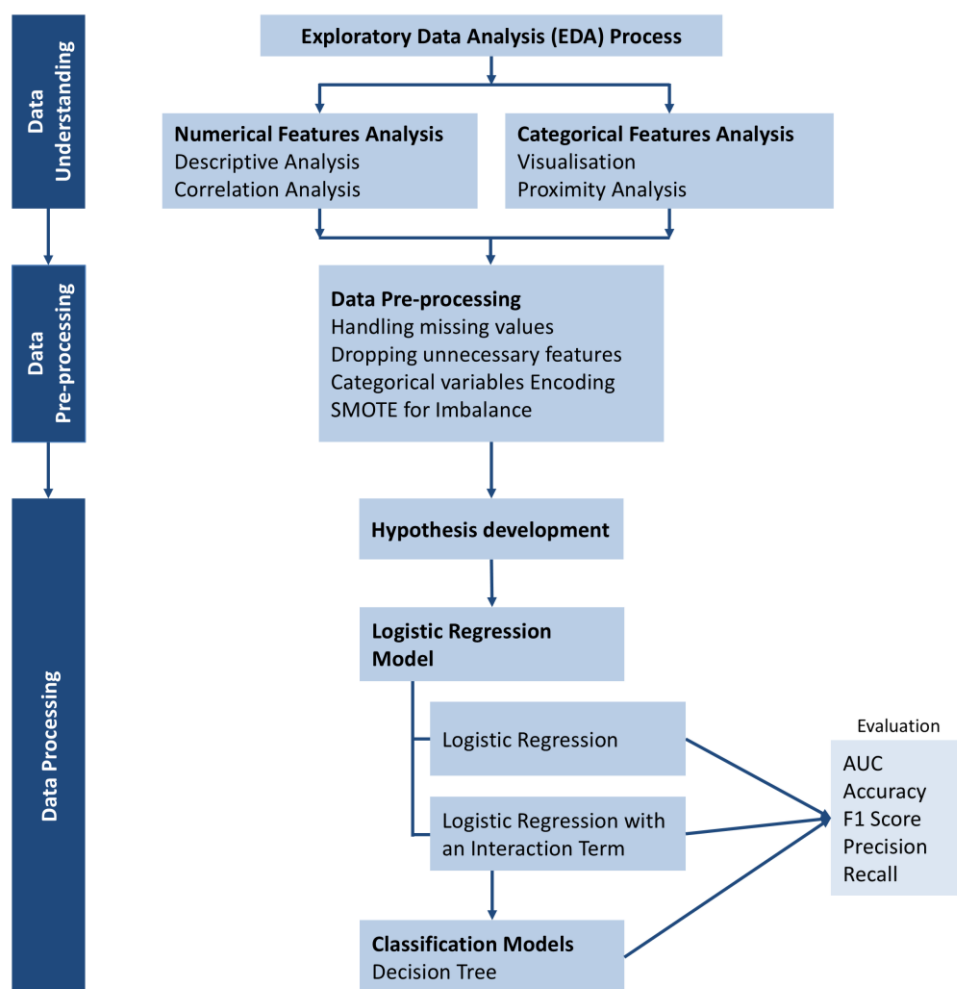 Data
Understanding
Exploratory Data Analysis (EDA) Process
Numerical Features Analysis
Descriptive Analysis
Correlation Analysis
Categorical Features Analysis
Visualisation
Proximity Analysis
Data
Pre-processing
Data Pre-processing
Handling missing values
Dropping unnecessary features
Categorical variables Encoding
SMOTE for Imbalance
Data Processing
Hypothesis development
Logistic Regression
Model
Logistic Regression
Logistic Regression with
an Interaction Term
Classification Models
Decision Tree
Evaluation
AUC
Accuracy
F1 Score
Precision
Recall